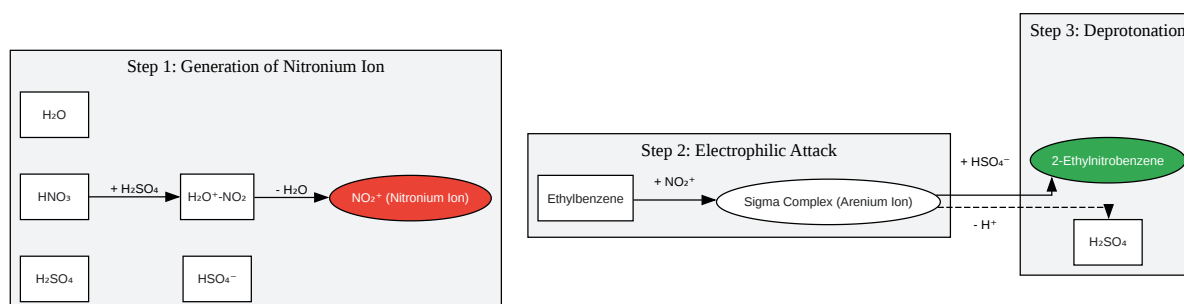 Step 1: Generation of Nitronium Ion
H₂O
HNO₃
+ H₂SO₄
H₂O⁺-NO₂
- H₂O
NO₂⁺ (Nitronium Ion)
H₂SO₄
HSO₄⁻
Step 2: Electrophilic Attack
Ethylbenzene
+ NO₂⁺
Sigma Complex (Arenium Ion)
+ HSO₄⁻
- H⁺
Step 3: Deprotonation
2-Ethylnitrobenzene
H₂SO₄